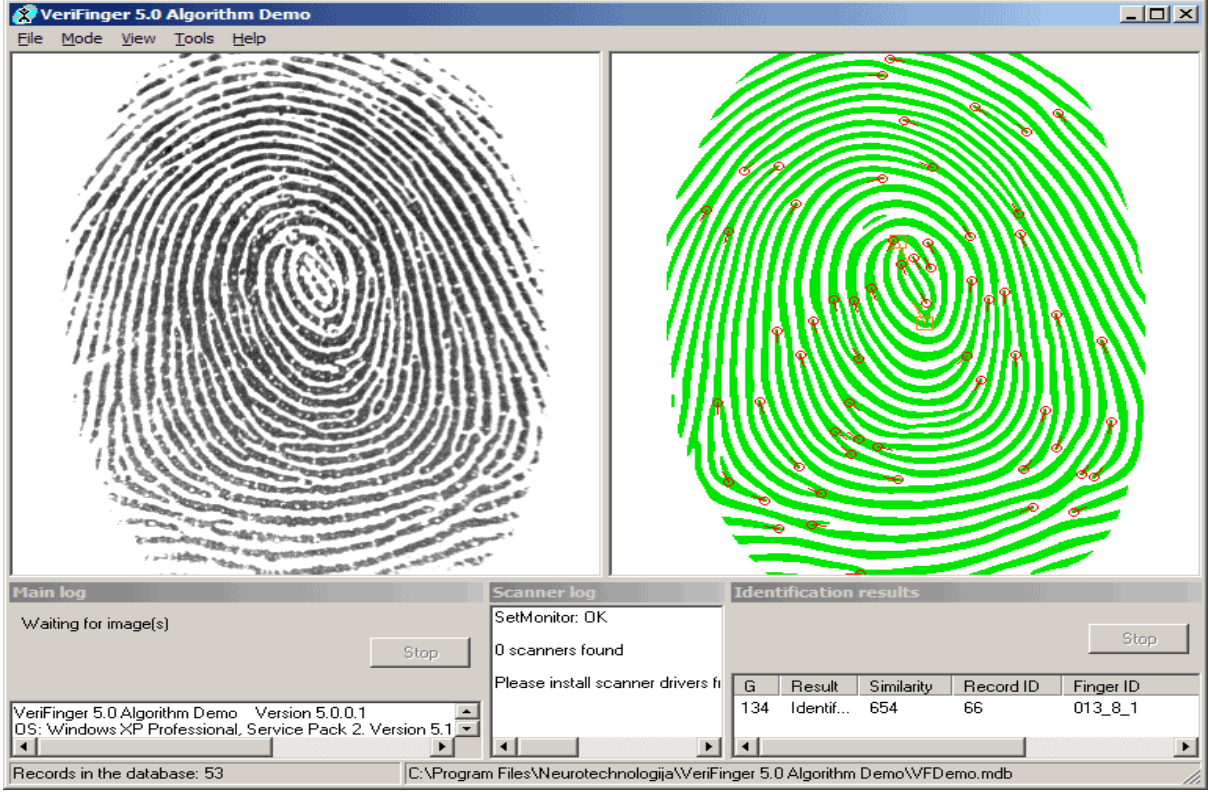 VeriFinger 5.0 Algorithm Demo
File Mode View Tools Help
Main log
Waiting for image(s)
Stop
VeriFinger 5.0 Algorithm Demo Version 5.0.0.1
OS: Windows XP Professional, Service Pack 2. Version 5.1
Scanner log
SetMonitor: OK
0 scanners found
Please install scanner drivers fr
Identification results
Stop
G Result Similarity Record ID Finger ID
134 Identif... 654 66 013_8_1
Records in the database: 53
C:\Program Files\Neurotechnologija\VeriFinger 5.0 Algorithm Demo\VFDemo.mdb